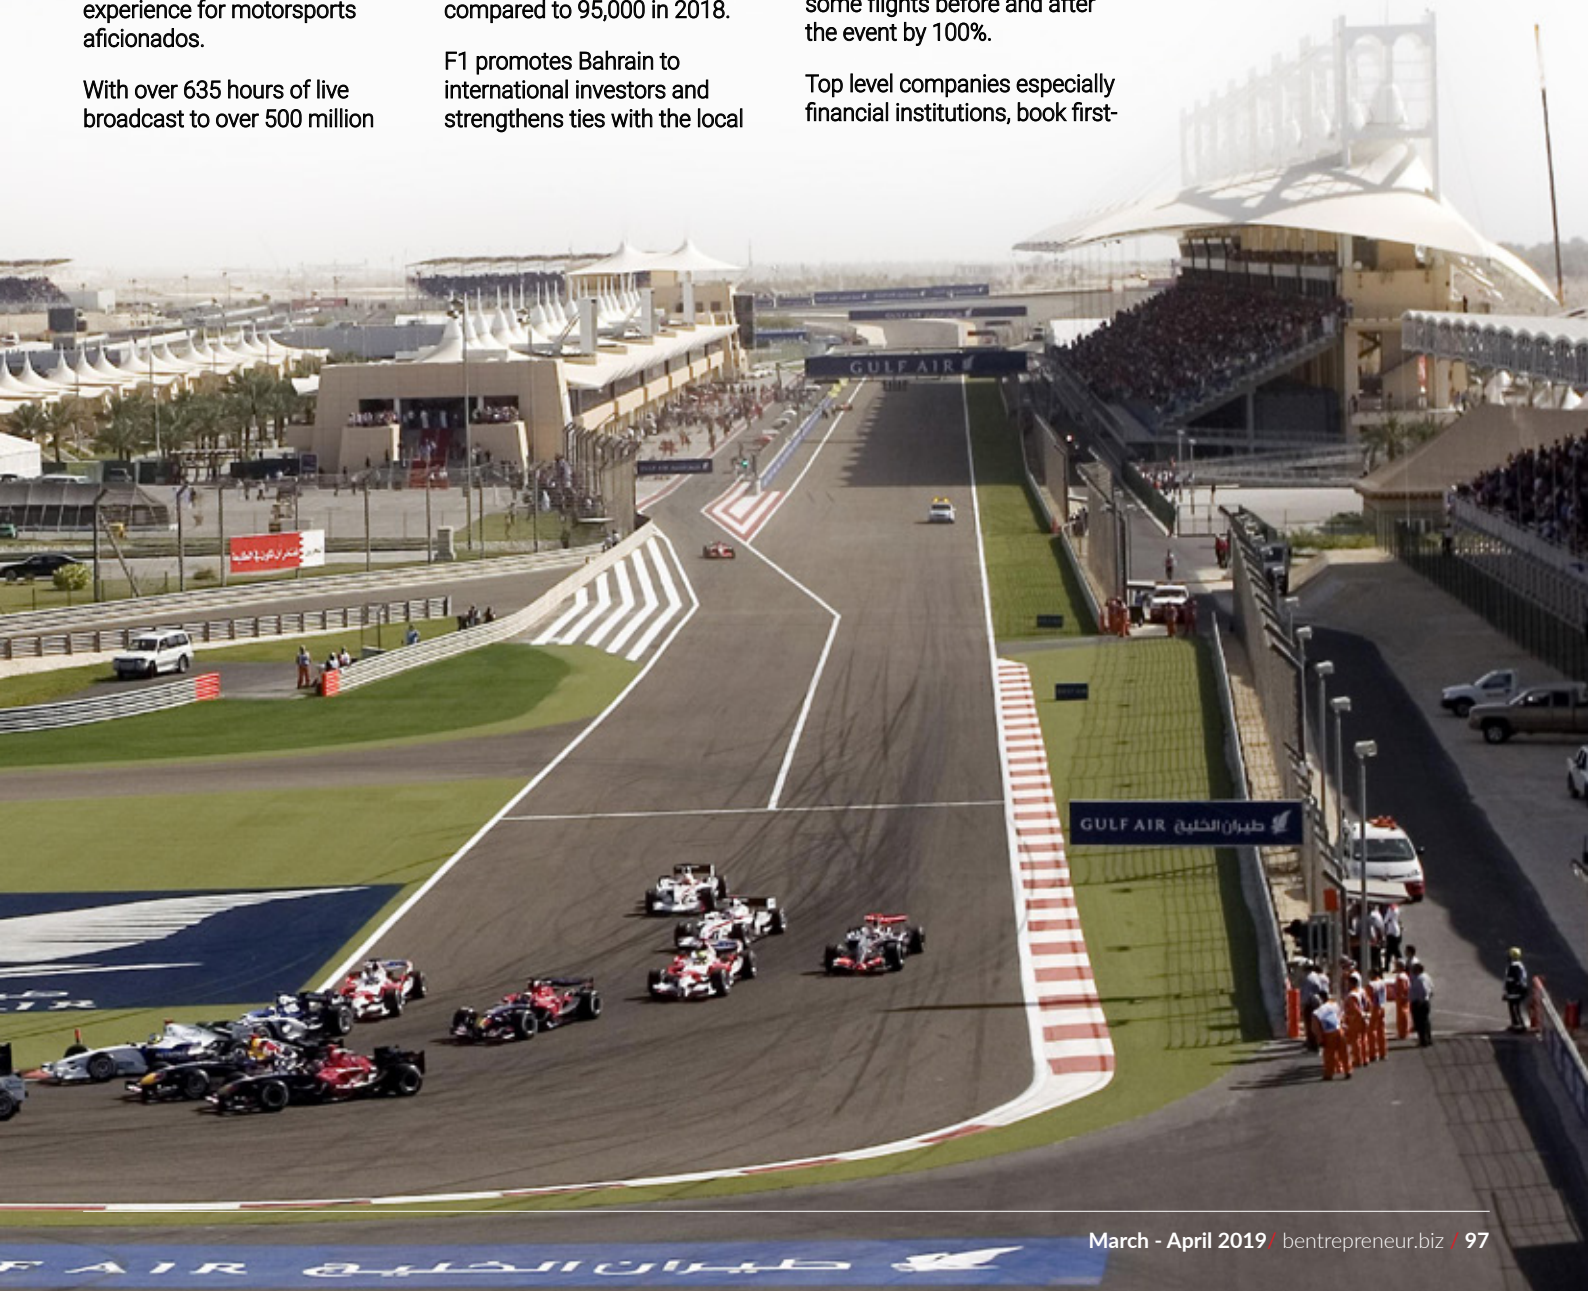 experience for motorsports
aficionados.
With over 635 hours of live
broadcast to over 500 million
compared to 95,000 in 2018.
F1 promotes Bahrain to
international investors and
strengthens ties with the local
some flights before and after
the event by 100%.
Top level companies especially
financial institutions, book first-
GULF AIR
GULF AIR
GULF AIR طيران الخليج
F AIR طيران الخليج
March - April 2019 / bentrepreneur.biz / 97